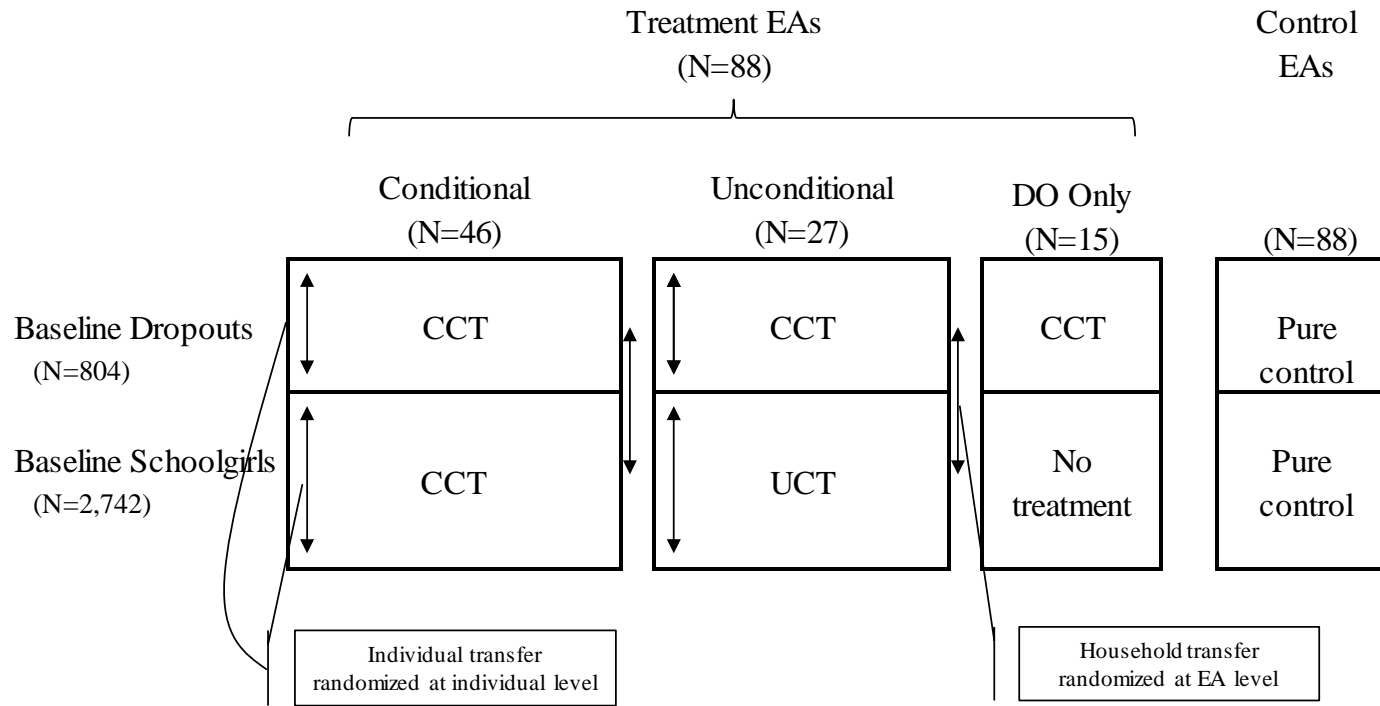 Treatment EAs
(N=88)
Control
EAs
Conditional
(N=46)
Unconditional
(N=27)
DO Only
(N=15)
(N=88)
Baseline Dropouts
(N=804)
CCT
CCT
CCT
Pure
control
Baseline Schoolgirls
(N=2,742)
CCT
UCT
No
treatment
Pure
control
Individual transfer
randomized at individual level
Household transfer
randomized at EA level